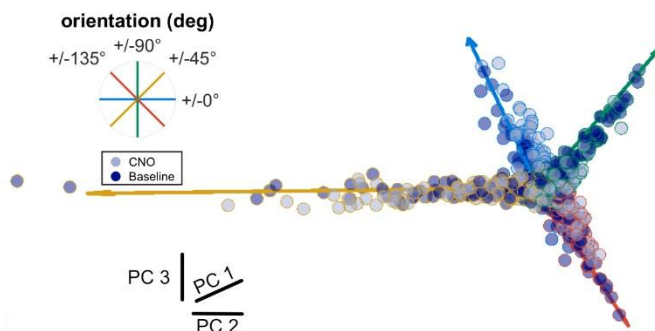 orientation (deg)
+/-90°
+/-135°
+/-45°
+/-0°
CNO
Baseline
PC 3
PC 1
PC 2